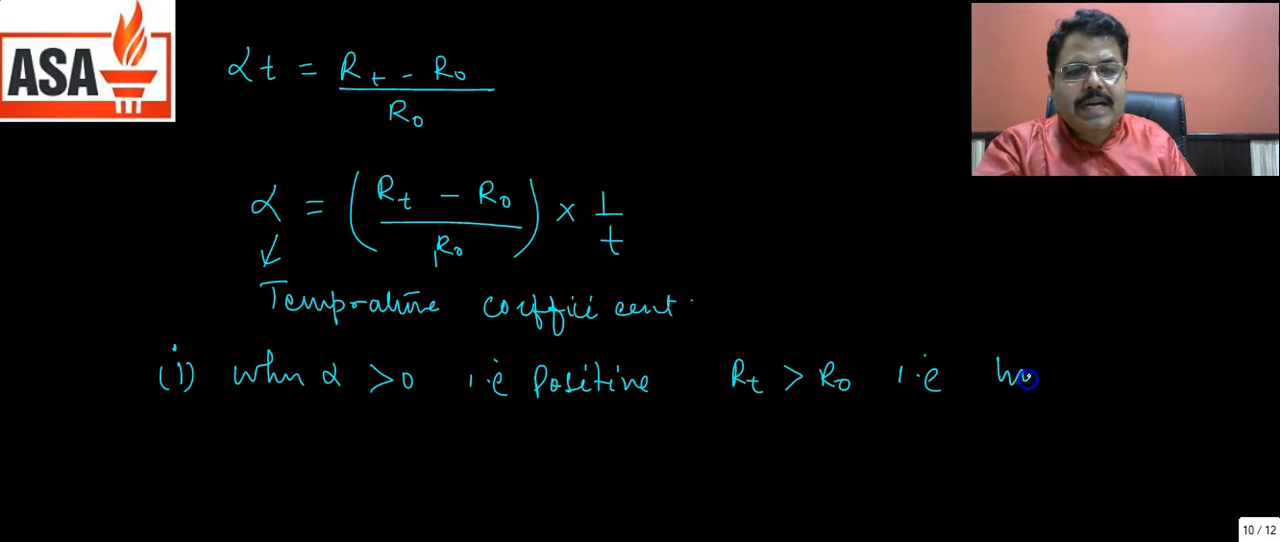 ASA
αt = Rt - R0 / R0
α = (Rt - R0 / R0) × 1/t
Temprature coefficient
(i) when α > 0 i.e positive Rt > R0 i.e
10 / 12